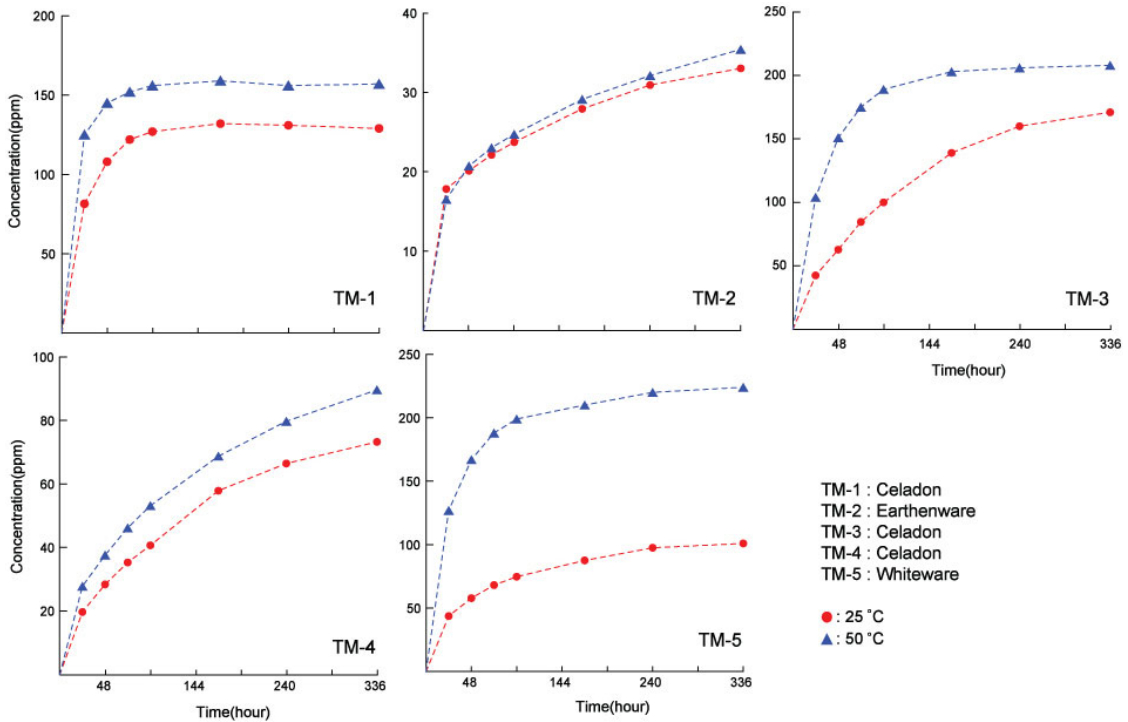 Concentration(ppm)
200
150
100
50
TM-1
40
30
20
10
TM-2
250
200
150
100
50
TM-3
48
144
240
336
Time(hour)
Concentration(ppm)
100
80
60
40
20
TM-4
48
144
240
336
Time(hour)
250
200
150
100
50
TM-5
48
144
240
336
Time(hour)
TM-1 : Celadon
TM-2 : Earthenware
TM-3 : Celadon
TM-4 : Celadon
TM-5 : Whiteware
: 25 °C
: 50 °C